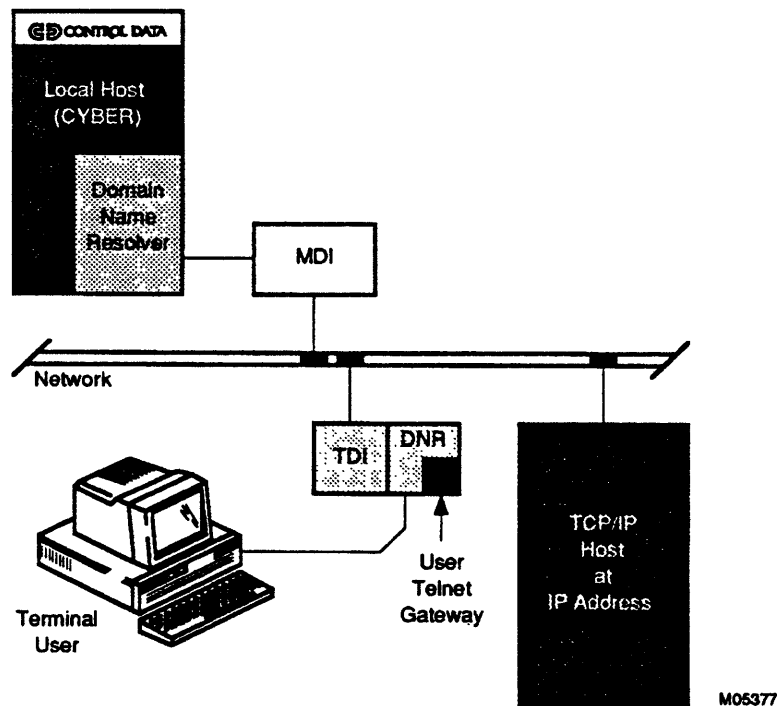 CONTROL DATA
Local Host
(CYBER)
Domain
Name
Resolver
MDI
Network
TDI
DNR
TCP/IP
Host
at
IP Address
User
Telnet
Gateway
Terminal
User
M05377